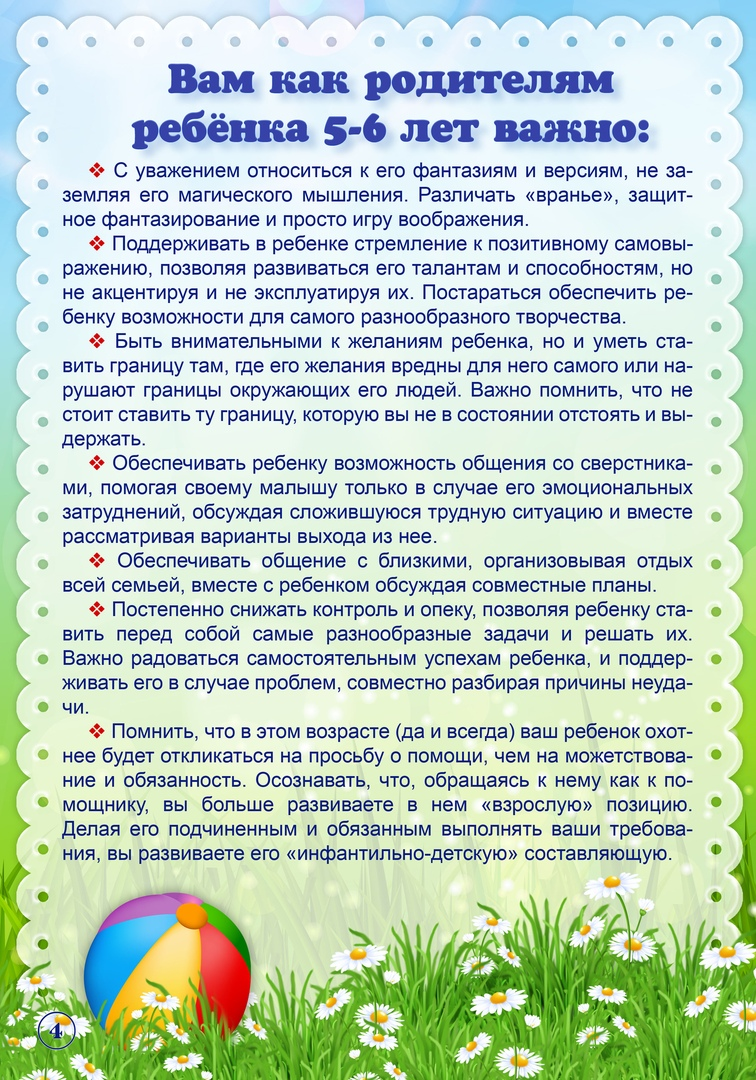 Вам как родителям
ребёнка 5-6 лет важно:
❖ С уважением относиться к его фантазиям и версиям, не за-
земляя его магического мышления. Различать «вранье», защит-
ное фантазирование и просто игру воображения.
❖ Поддерживать в ребенке стремление к позитивному самовы-
ражению, позволяя развиваться его талантам и способностям, но
не акцентируя и не эксплуатируя их. Постараться обеспечить ре-
бенку возможности для самого разнообразного творчества.
❖ Быть внимательными к желаниям ребенка, но и уметь ста-
вить границу там, где его желания вредны для него самого или на-
рушают границы окружающих его людей. Важно помнить, что не
стоит ставить ту границу, которую вы не в состоянии отстоять и вы-
держать.
❖ Обеспечивать ребенку возможность общения со сверстника-
ми, помогая своему малышу только в случае его эмоциональных
затруднений, обсуждая сложившуюся трудную ситуацию и вместе
рассматривая варианты выхода из нее.
❖ Обеспечивать общение с близкими, организовывая отдых
всей семьей, вместе с ребенком обсуждая совместные планы.
❖ Постепенно снижать контроль и опеку, позволяя ребенку ста-
вить перед собой самые разнообразные задачи и решать их.
Важно радоваться самостоятельным успехам ребенка, и поддер-
живать его в случае проблем, совместно разбирая причины неуда-
чи.
❖ Помнить, что в этом возрасте (да и всегда) ваш ребенок охот-
нее будет откликаться на просьбу о помощи, чем на можетствова-
ние и обязанность. Осознавать, что, обращаясь к нему как к по-
мощнику, вы больше развиваете в нем «взрослую» позицию.
Делая его подчиненным и обязанным выполнять ваши требова-
ния, вы развиваете его «инфантильно-детскую» составляющую.
4